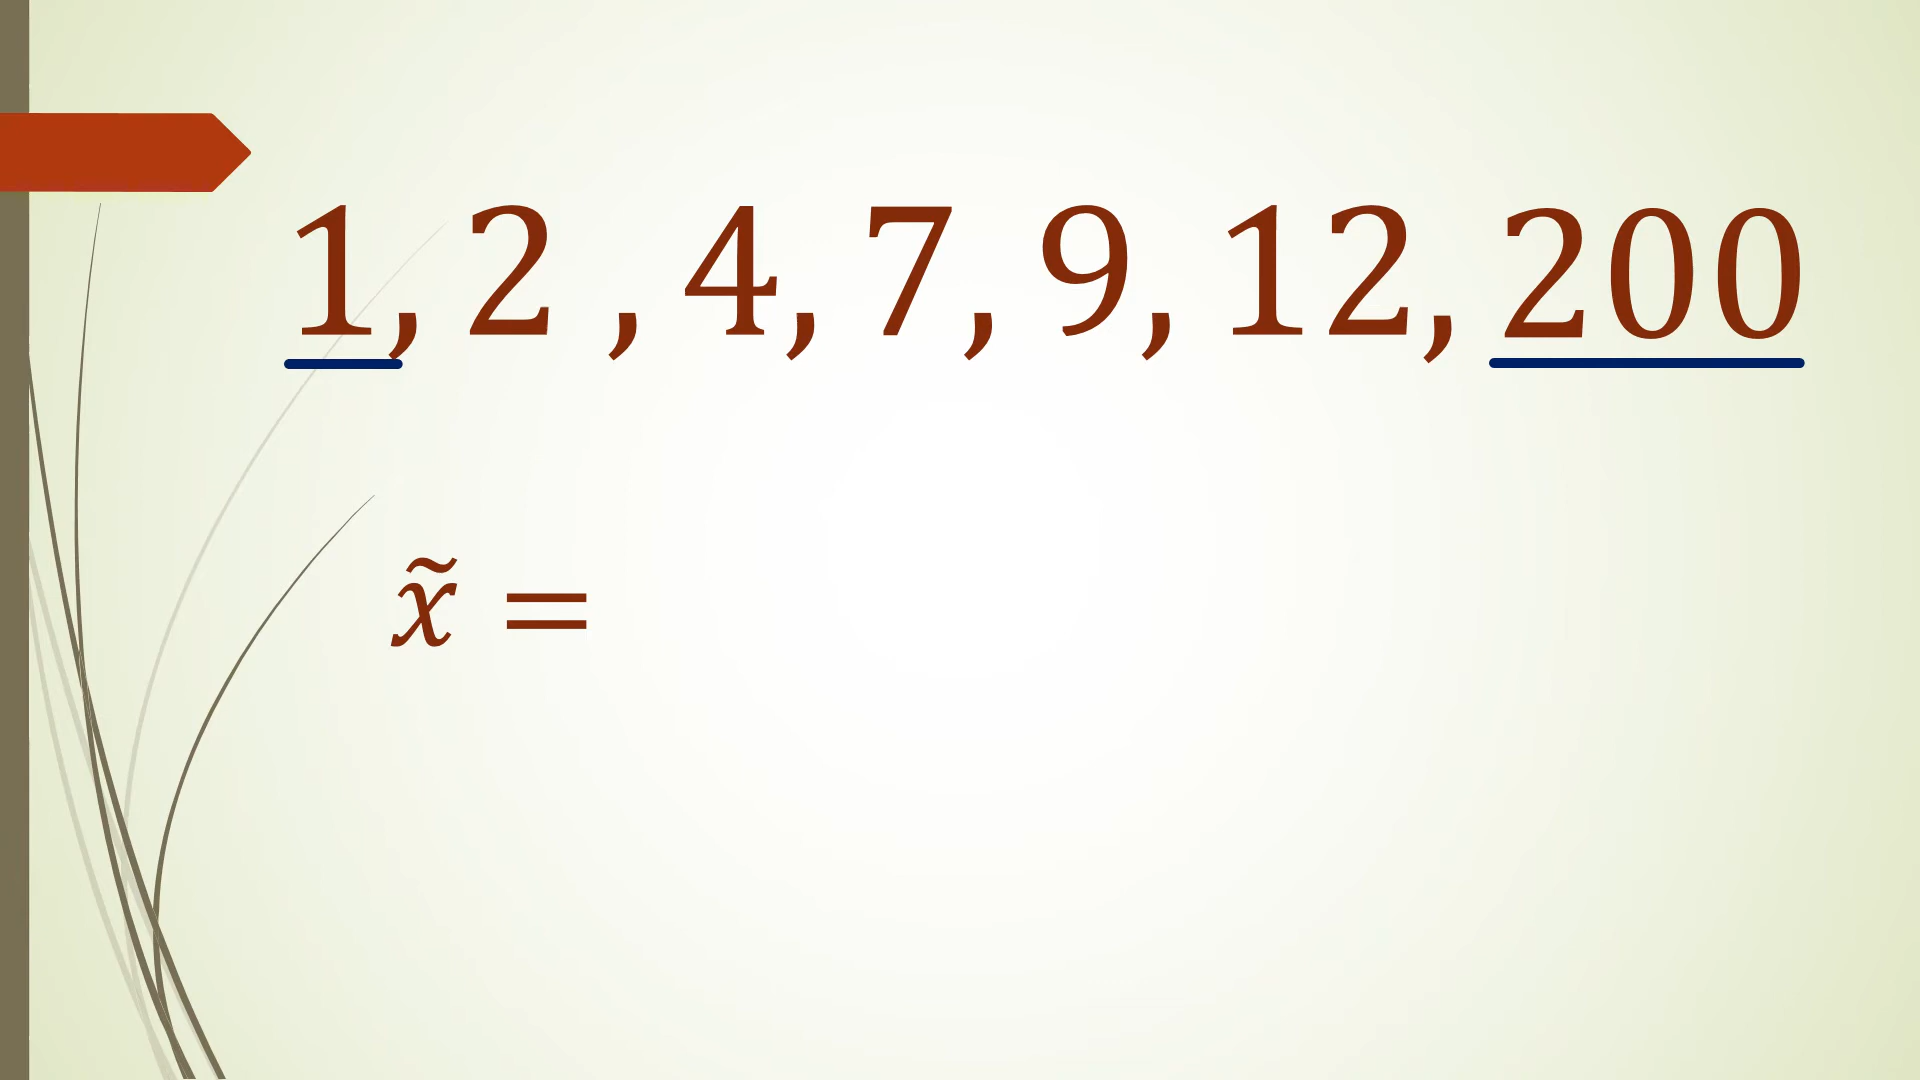 1, 2 , 4, 7, 9, 12, 200
x̃ =